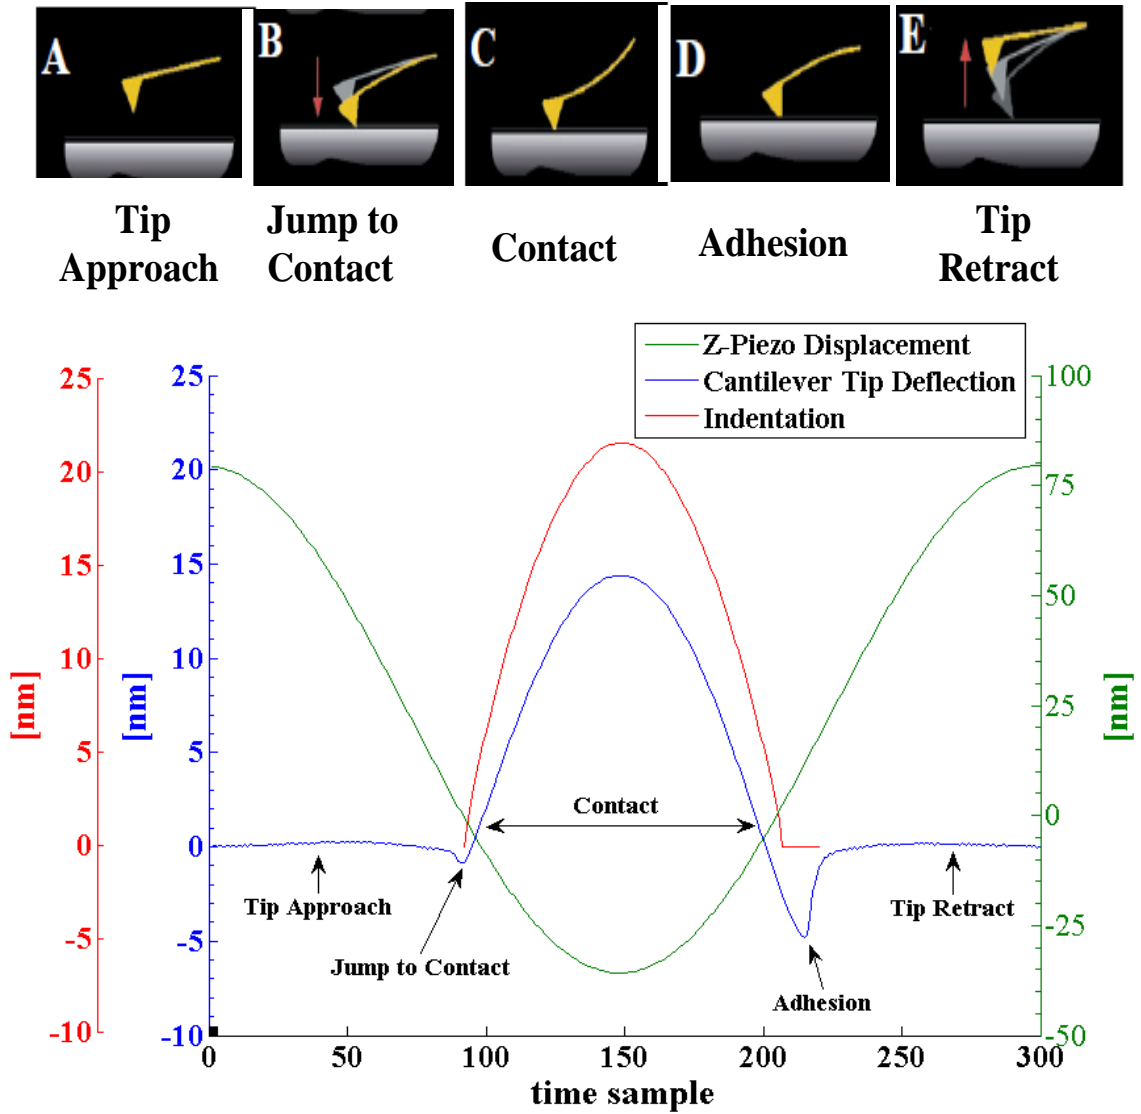 A
B
C
D
E
Tip
Approach
Jump to
Contact
Contact
Adhesion
Tip
Retract
Z-Piezo Displacement
Cantilever Tip Deflection
Indentation
25
20
15
10
5
0
-5
-10
[nm]
25
20
15
10
5
0
-5
-10
[nm]
100
75
50
25
0
-25
-50
[nm]
Contact
Tip Approach
Jump to Contact
Tip Retract
Adhesion
0
50
100
150
200
250
300
time sample